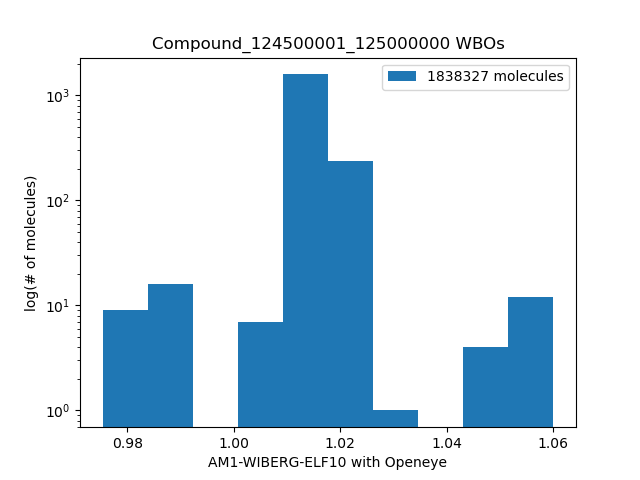 Compound_124500001_125000000 WBOs
1838327 molecules
log(# of molecules)
10³
10²
10¹
10⁰
0.98 1.00 1.02 1.04 1.06
AM1-WIBERG-ELF10 with Openeye